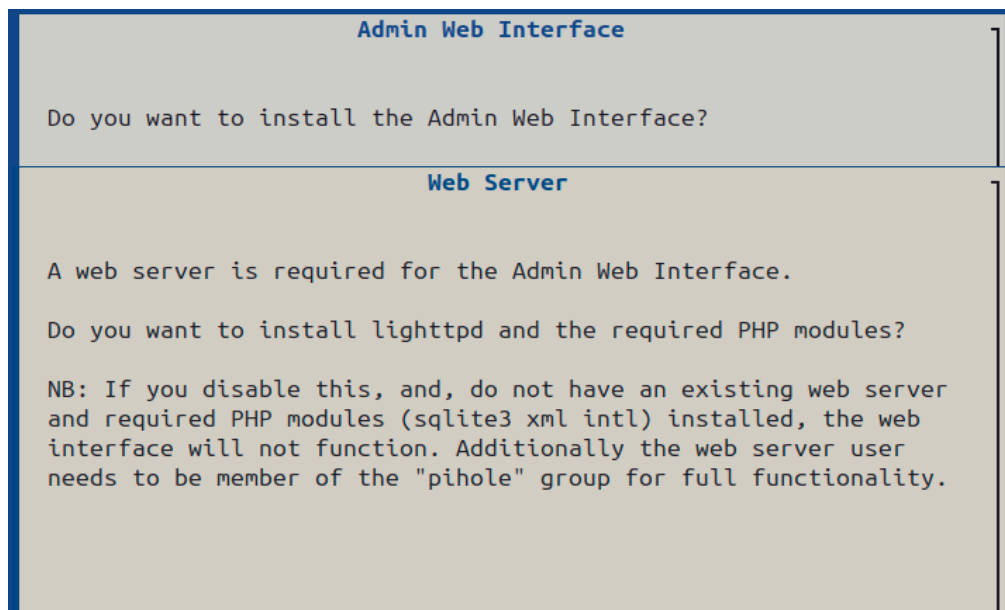 Admin Web Interface
Do you want to install the Admin Web Interface?
Web Server
A web server is required for the Admin Web Interface.
Do you want to install lighttpd and the required PHP modules?
NB: If you disable this, and, do not have an existing web server
and required PHP modules (sqlite3 xml intl) installed, the web
interface will not function. Additionally the web server user
needs to be member of the "pihole" group for full functionality.